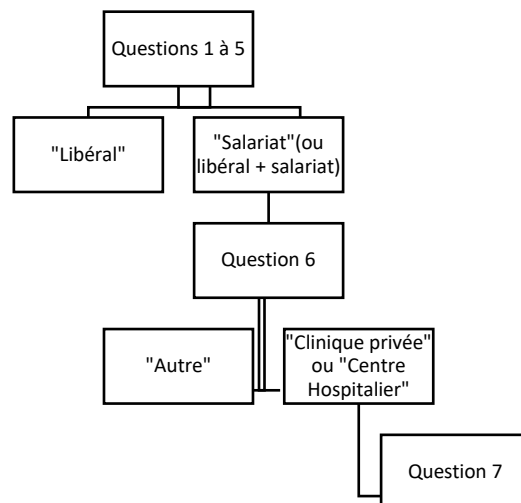 Questions 1 à 5
"Libéral"
"Salariat"(ou
libéral + salariat)
Question 6
"Autre"
"Clinique privée"
ou "Centre
Hospitalier"
Question 7